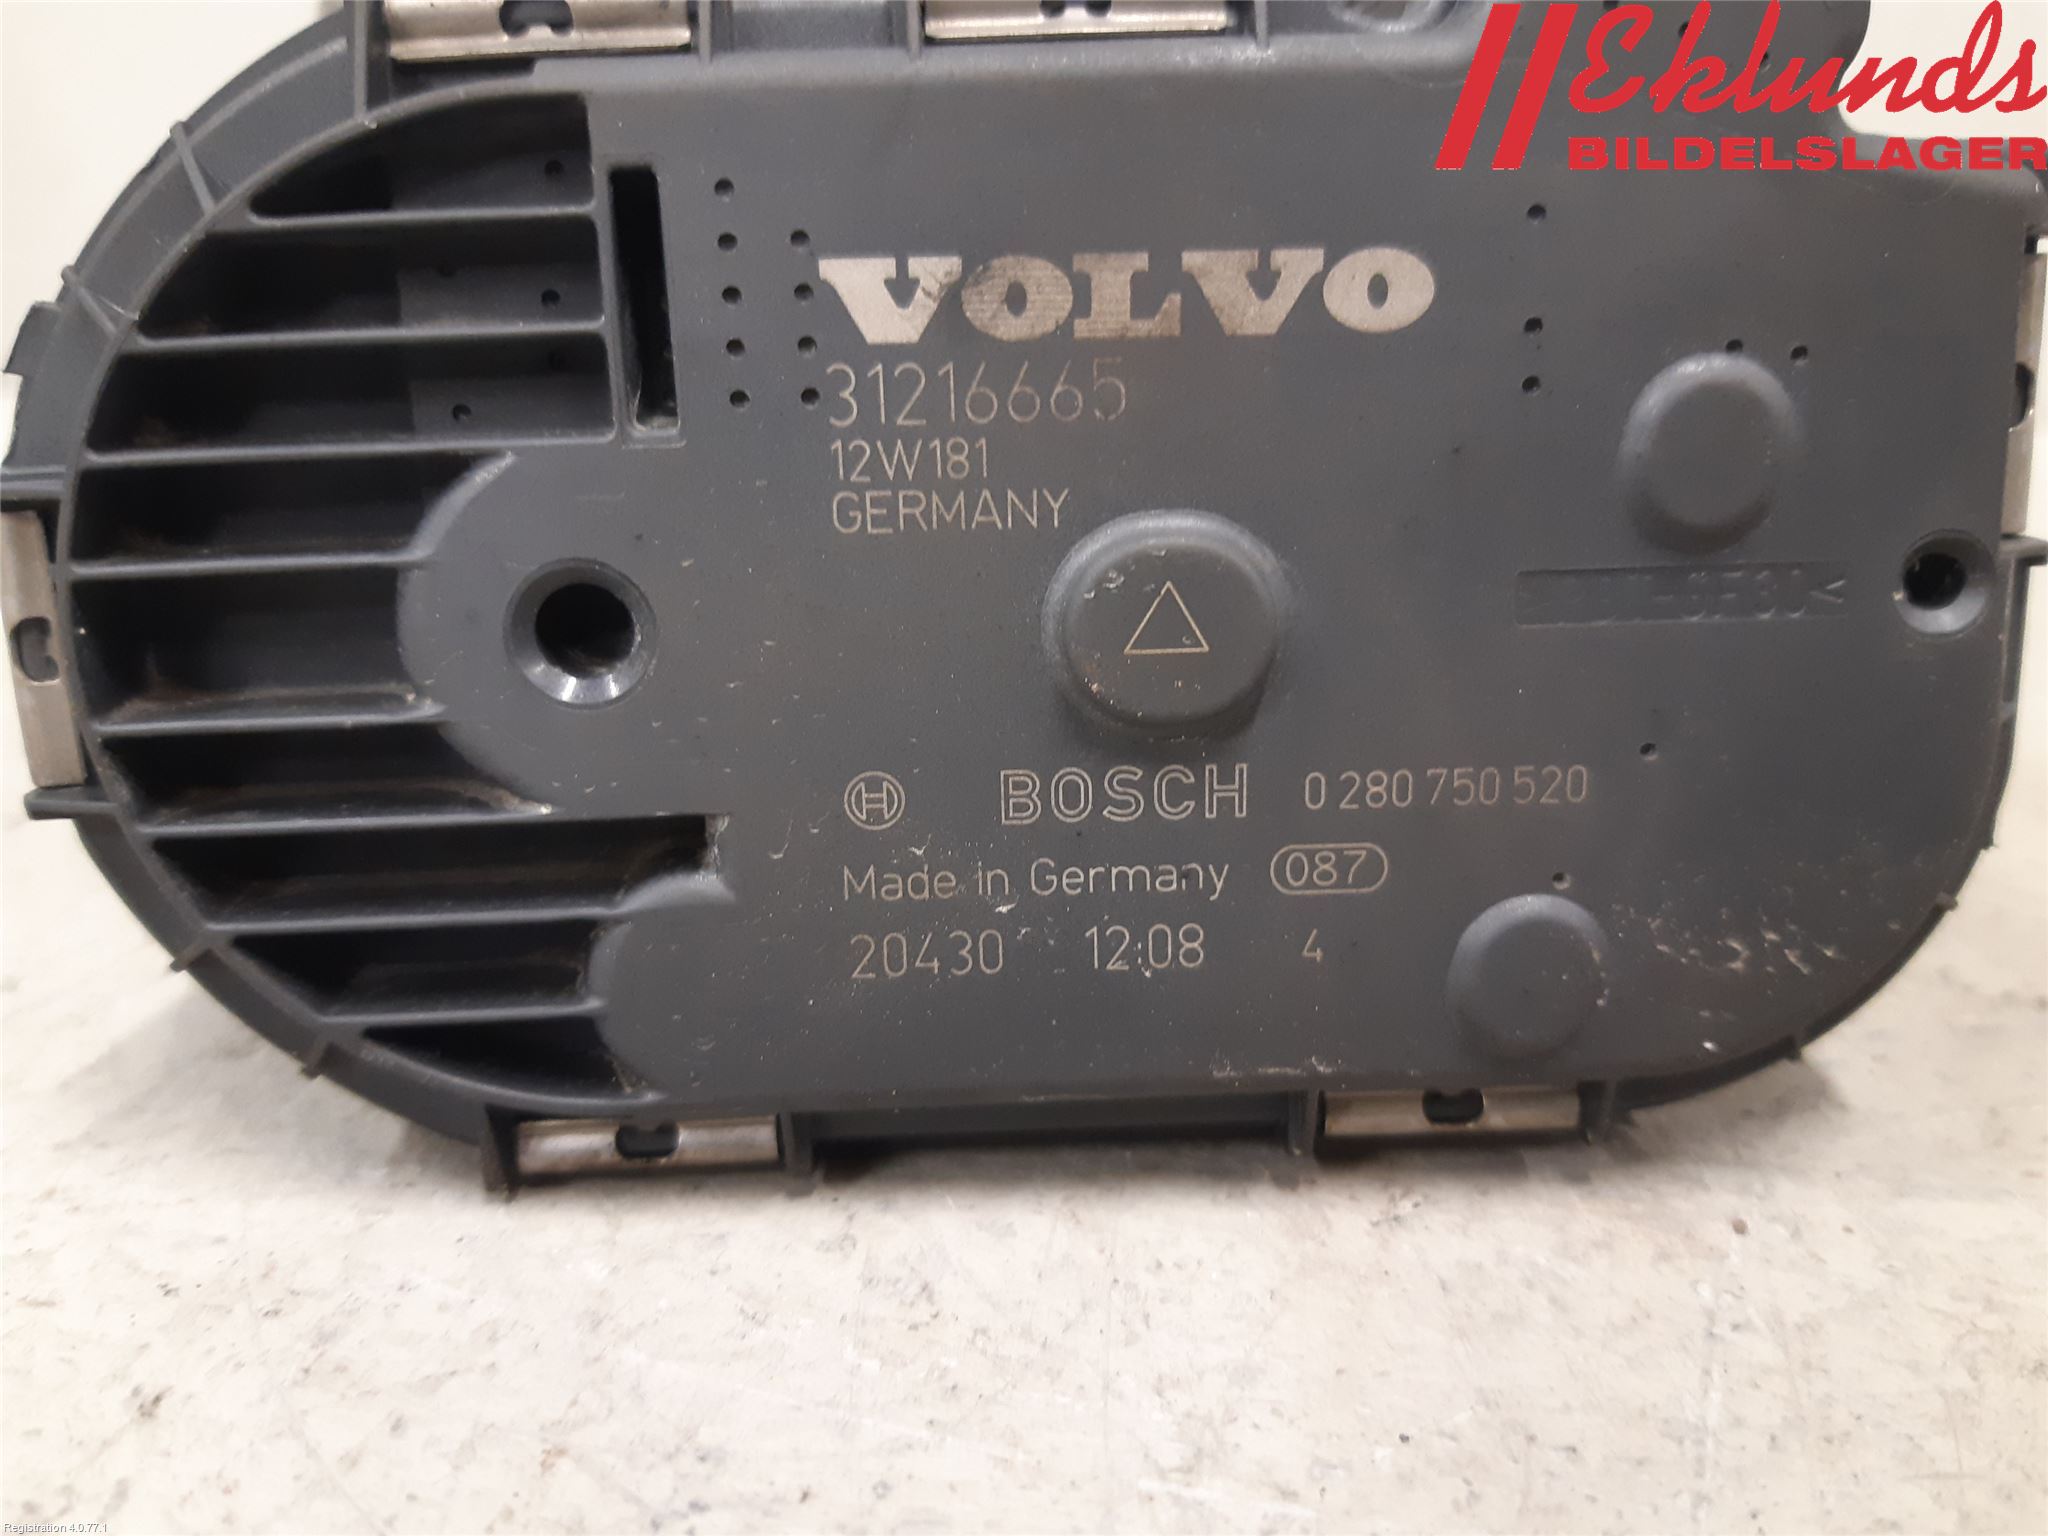 Eklunds
BILDELSLAGER
VOLVO
31216665
12W181
GERMANY
BOSCH 0 280 750 520
Made in Germany 087
20430 12:08 4
Registration 4.0.77.1